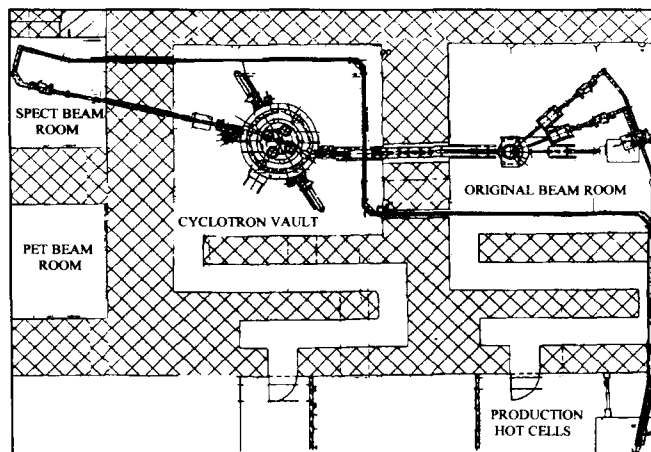 SPECT BEAM
ROOM
CYCLOTRON VAULT
ORIGINAL BEAM ROOM
PET BEAM
ROOM
PRODUCTION
HOT CELLS